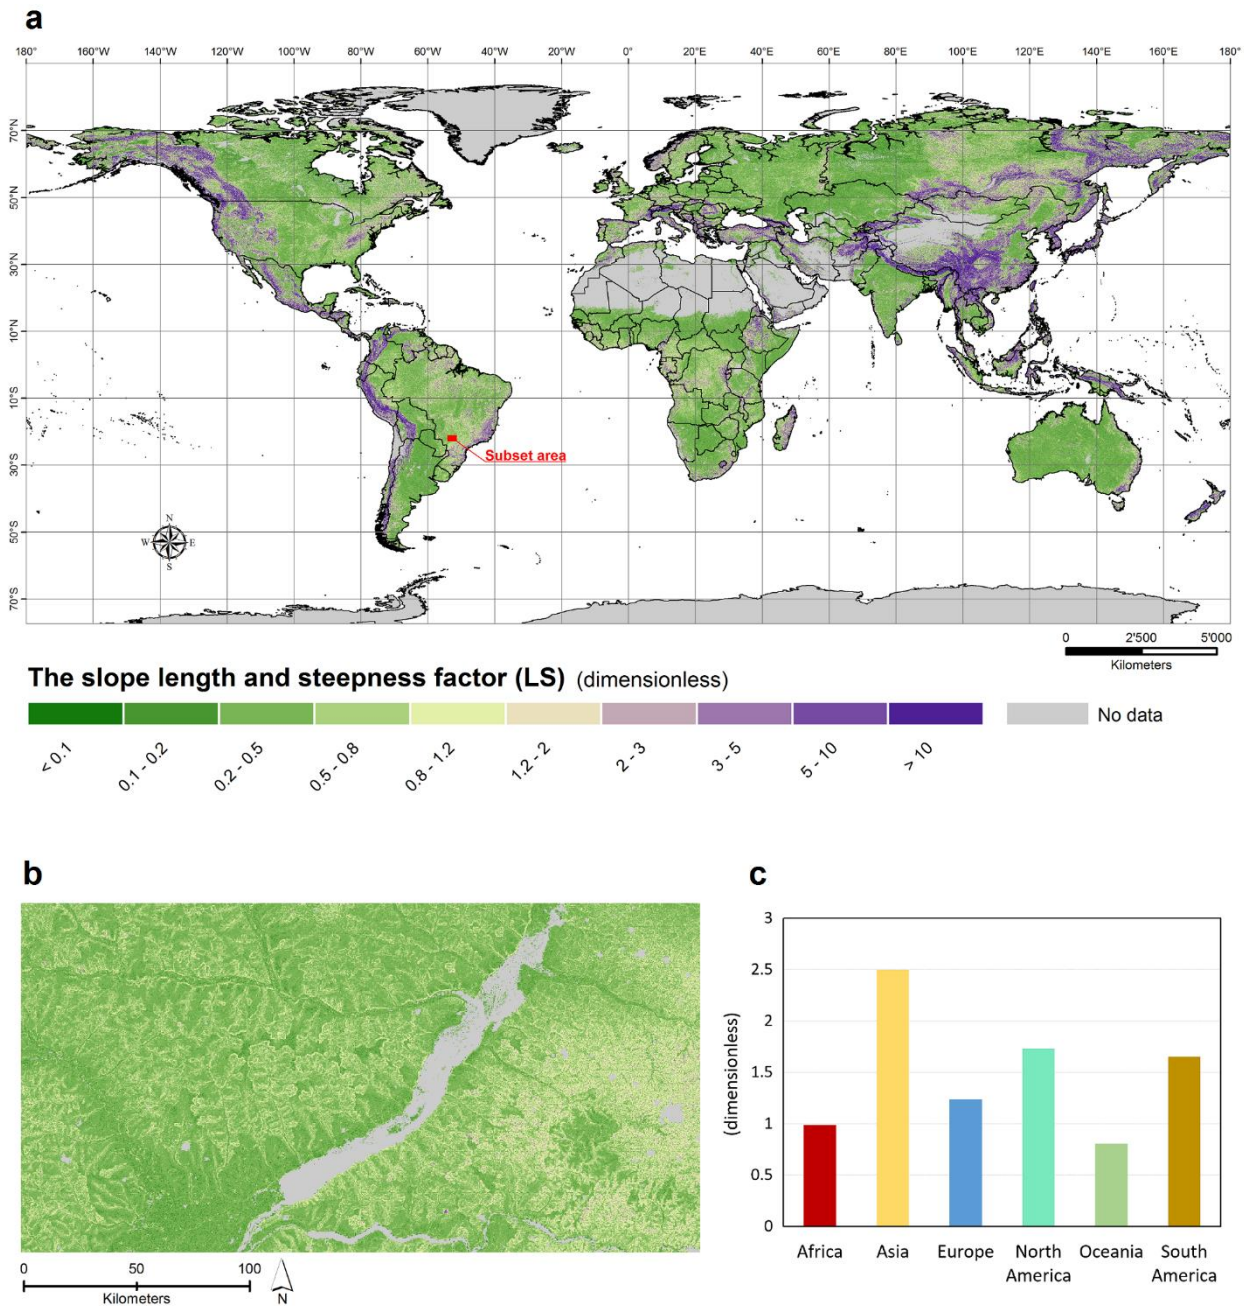 a
180° 160°W 140°W 120°W 100°W 80°W 60°W 40°W 20°W 0° 20°E 40°E 60°E 80°E 100°E 120°E 140°E 160°E 180°
70°N
50°N
30°N
10°N
10°S
Subset area
30°S
N
W E
S
50°S
70°S
0 2'500 5'000
Kilometers
The slope length and steepness factor (LS) (dimensionless)
No data
< 0.1 0.1 - 0.2 0.2 - 0.5 0.5 - 0.8 0.8 - 1.2 1.2 - 2 2 - 3 3 - 5 5 - 10 > 10
b
0 50 100
Kilometers
N
c
3
2.5
2
1.5
1
0.5
0
(dimensionless)
Africa Asia Europe North America Oceania South America